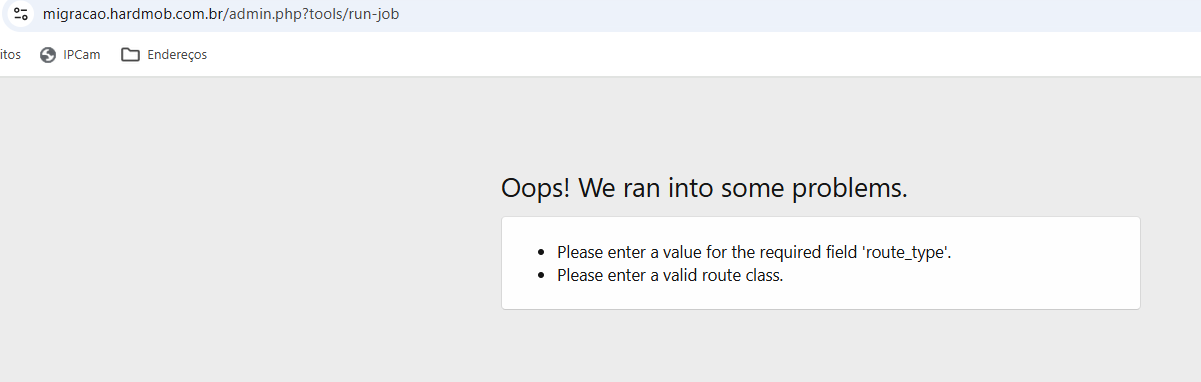 migracao.hardmob.com.br/admin.php?tools/run-job
itos IPCam Endereços
Oops! We ran into some problems.
• Please enter a value for the required field 'route_type'.
• Please enter a valid route class.